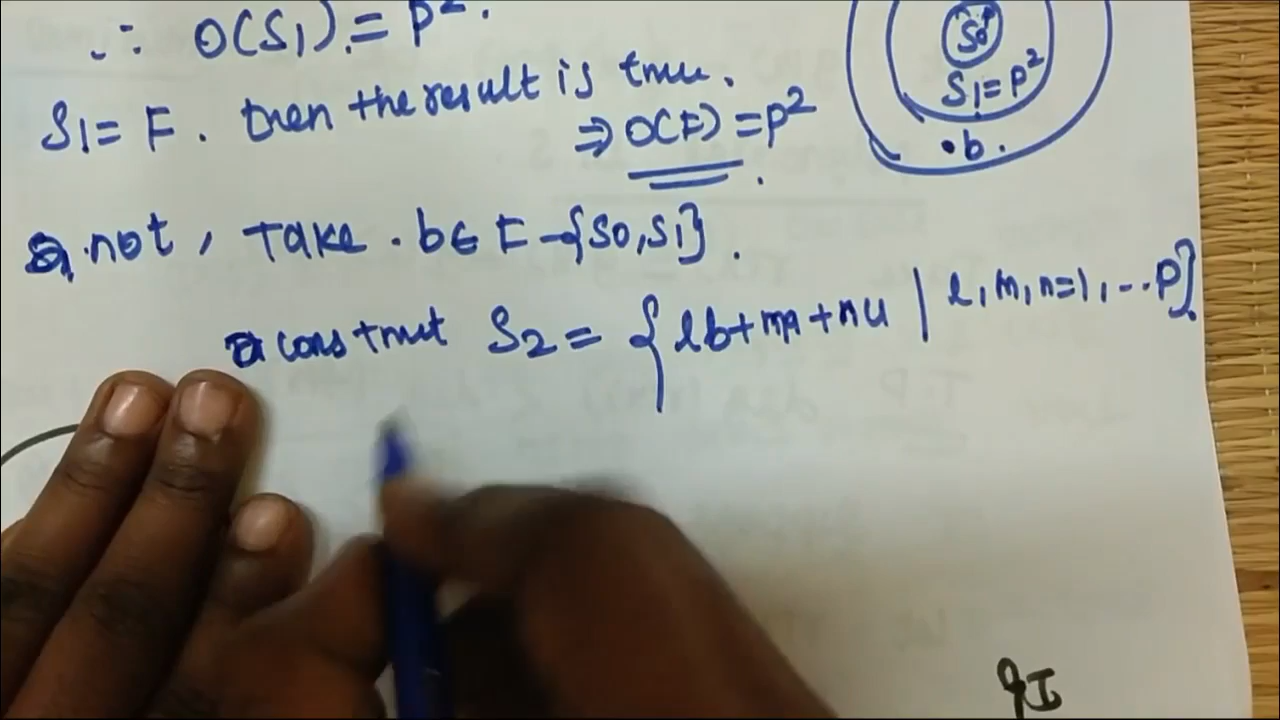 ∴ O(S1) = P².
S1 = F. then the result is true.
⇒ O(F) = P²
S0
S1 = P²
.b.
not, Take . b∈ F - {S0, S1}.
construct S2 = { lb + ma + nu | l, m, n = 1, ... P}